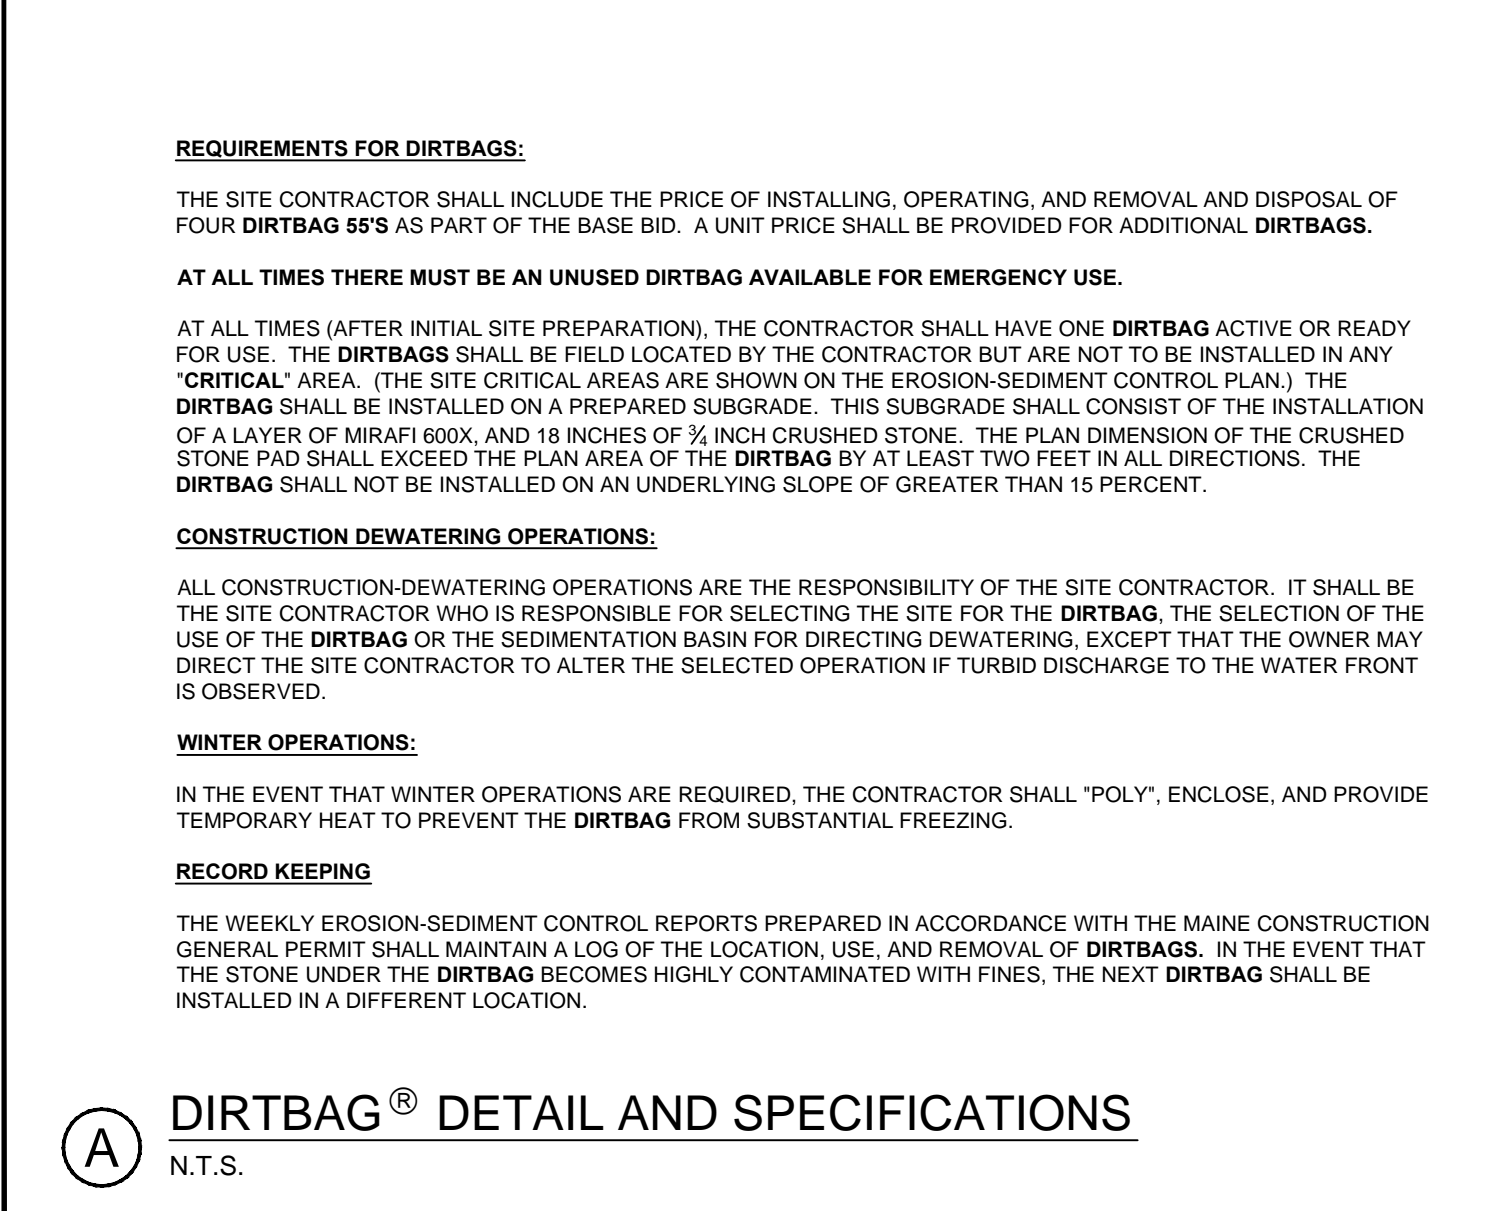 REQUIREMENTS FOR DIRTBAGS:
THE SITE CONTRACTOR SHALL INCLUDE THE PRICE OF INSTALLING, OPERATING, AND REMOVAL AND DISPOSAL OF
FOUR DIRTBAG 55'S AS PART OF THE BASE BID.  A UNIT PRICE SHALL BE PROVIDED FOR ADDITIONAL DIRTBAGS.
AT ALL TIMES THERE MUST BE AN UNUSED DIRTBAG AVAILABLE FOR EMERGENCY USE.
AT ALL TIMES (AFTER INITIAL SITE PREPARATION), THE CONTRACTOR SHALL HAVE ONE DIRTBAG ACTIVE OR READY
FOR USE.  THE DIRTBAGS SHALL BE FIELD LOCATED BY THE CONTRACTOR BUT ARE NOT TO BE INSTALLED IN ANY
"CRITICAL" AREA.  (THE SITE CRITICAL AREAS ARE SHOWN ON THE EROSION-SEDIMENT CONTROL PLAN.)  THE
DIRTBAG SHALL BE INSTALLED ON A PREPARED SUBGRADE.  THIS SUBGRADE SHALL CONSIST OF THE INSTALLATION
OF A LAYER OF MIRAFI 600X, AND 18 INCHES OF ¾ INCH CRUSHED STONE.  THE PLAN DIMENSION OF THE CRUSHED
STONE PAD SHALL EXCEED THE PLAN AREA OF THE DIRTBAG BY AT LEAST TWO FEET IN ALL DIRECTIONS.  THE
DIRTBAG SHALL NOT BE INSTALLED ON AN UNDERLYING SLOPE OF GREATER THAN 15 PERCENT.
CONSTRUCTION DEWATERING OPERATIONS:
ALL CONSTRUCTION-DEWATERING OPERATIONS ARE THE RESPONSIBILITY OF THE SITE CONTRACTOR.  IT SHALL BE
THE SITE CONTRACTOR WHO IS RESPONSIBLE FOR SELECTING THE SITE FOR THE DIRTBAG, THE SELECTION OF THE
USE OF THE DIRTBAG OR THE SEDIMENTATION BASIN FOR DIRECTING DEWATERING, EXCEPT THAT THE OWNER MAY
DIRECT THE SITE CONTRACTOR TO ALTER THE SELECTED OPERATION IF TURBID DISCHARGE TO THE WATER FRONT
IS OBSERVED.
WINTER OPERATIONS:
IN THE EVENT THAT WINTER OPERATIONS ARE REQUIRED, THE CONTRACTOR SHALL "POLY", ENCLOSE, AND PROVIDE
TEMPORARY HEAT TO PREVENT THE DIRTBAG FROM SUBSTANTIAL FREEZING.
RECORD KEEPING
THE WEEKLY EROSION-SEDIMENT CONTROL REPORTS PREPARED IN ACCORDANCE WITH THE MAINE CONSTRUCTION
GENERAL PERMIT SHALL MAINTAIN A LOG OF THE LOCATION, USE, AND REMOVAL OF DIRTBAGS.  IN THE EVENT THAT
THE STONE UNDER THE DIRTBAG BECOMES HIGHLY CONTAMINATED WITH FINES, THE NEXT DIRTBAG SHALL BE
INSTALLED IN A DIFFERENT LOCATION.
A DIRTBAG® DETAIL AND SPECIFICATIONS
N.T.S.